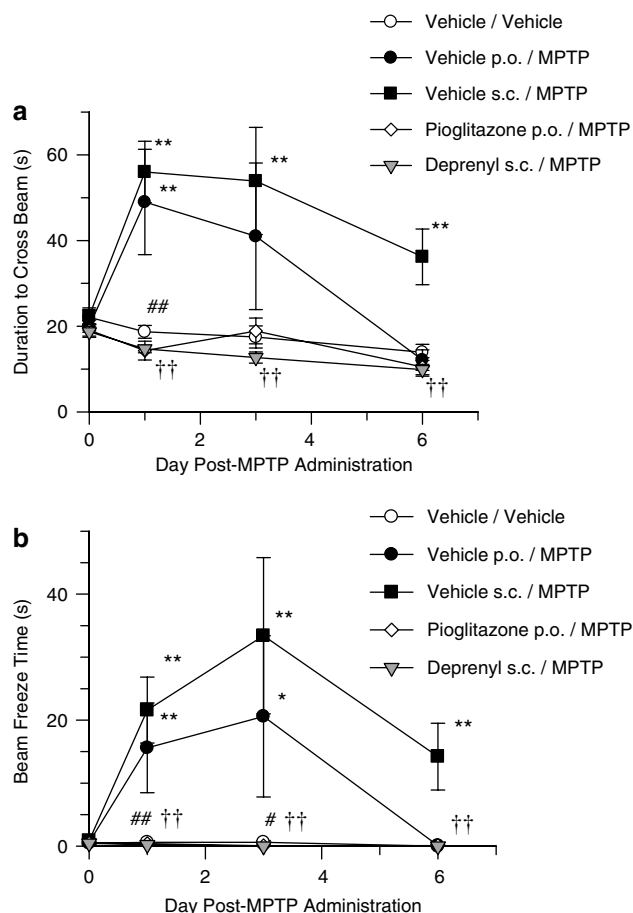 Vehicle / Vehicle
Vehicle p.o. / MPTP
Vehicle s.c. / MPTP
Pioglitazone p.o. / MPTP
Deprenyl s.c. / MPTP
a
Duration to Cross Beam (s)
60
40
20
0
**
**
**
**
##
††
††
††
0 2 4 6
Day Post-MPTP Administration
Vehicle / Vehicle
Vehicle p.o. / MPTP
Vehicle s.c. / MPTP
Pioglitazone p.o. / MPTP
Deprenyl s.c. / MPTP
b
Beam Freeze Time (s)
40
20
0
**
**
**
*
**
## ††
# ††
††
0 2 4 6
Day Post-MPTP Administration